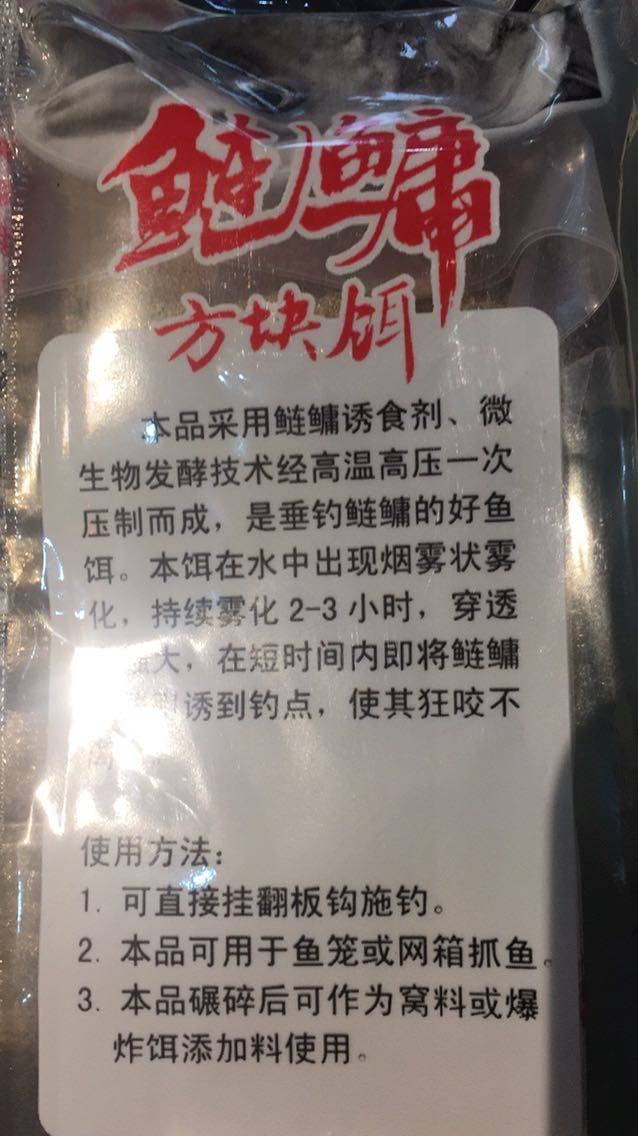 鲢鳙
方块饵
本品采用鲢鳙诱食剂、微
生物发酵技术经高温高压一次
压制而成，是垂钓鲢鳙的好鱼
饵。本饵在水中出现烟雾状雾
化，持续雾化2-3小时，穿透
大，在短时间内即将鲢鳙
诱到钓点，使其狂咬不
使用方法：
1. 可直接挂翻板钩施钓。
2. 本品可用于鱼笼或网箱抓鱼。
3. 本品碾碎后可作为窝料或爆
炸饵添加料使用。